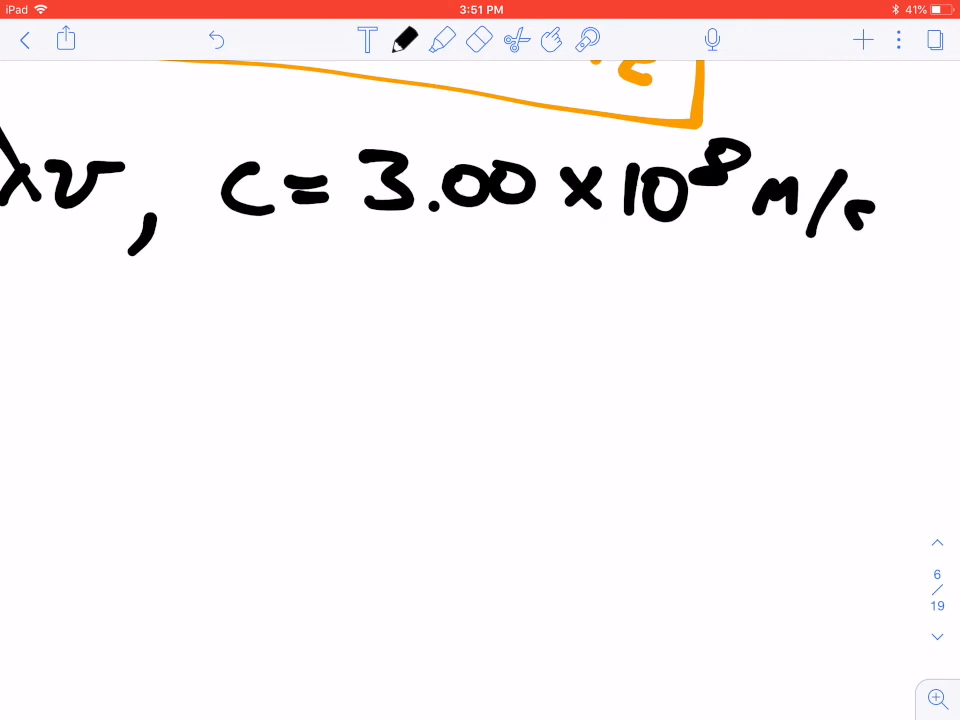 iPad 3:51 PM 41%
λν, c = 3.00 × 10⁸ m/s
6
/
19